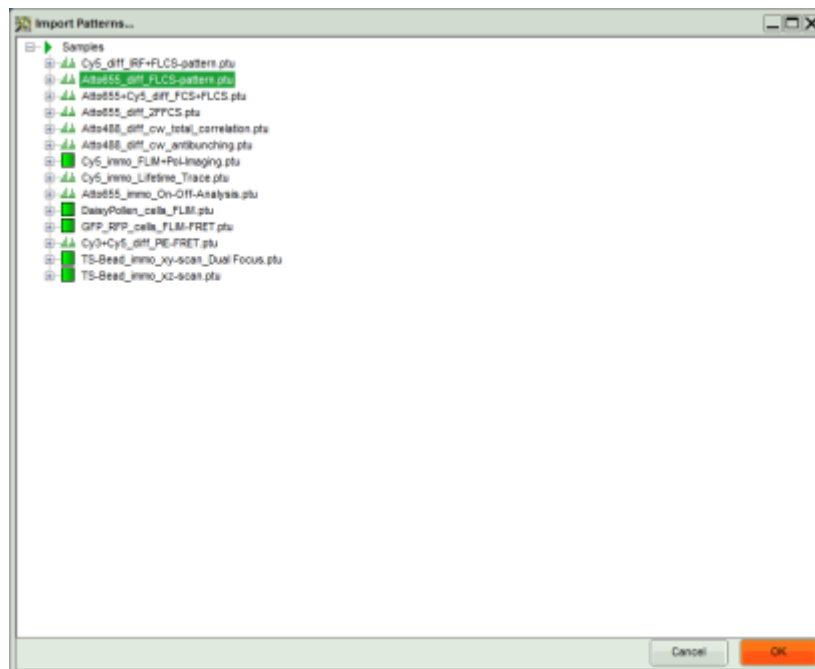 Import Patterns...
Samples
Cy5_diff_IRF+FLCS-pattern.ptu
Atto655_diff_FLCS-pattern.ptu
Atto655+Cy5_diff_FCS+FLCS.ptu
Atto655_diff_2FFCS.ptu
Atto488_diff_cw_total_correlation.ptu
Atto488_diff_cw_antibunching.ptu
Cy5_immo_FLIM+Pol-Imaging.ptu
Cy5_immo_Lifetime_Trace.ptu
Atto655_immo_On-Off-Analysis.ptu
DaisyPollen_cells_FLIM.ptu
GFP_RFP_cells_FLIM-FRET.ptu
Cy3+Cy5_diff_PIE-FRET.ptu
TS-Bead_immo_xy-scan_Dual Focus.ptu
TS-Bead_immo_xz-scan.ptu
Cancel OK